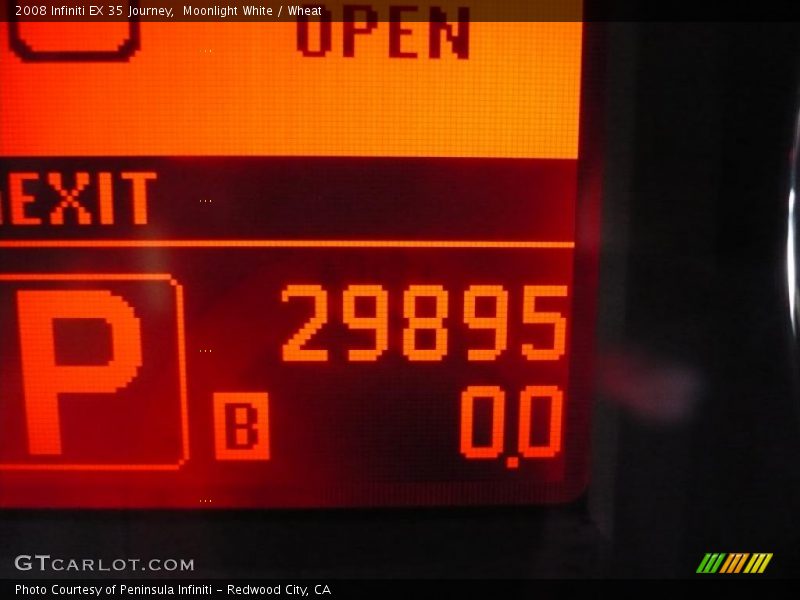 2008 Infiniti EX 35 Journey,  Moonlight White / Wheat
OPEN
EXIT
P
29895
B
0.0
GTCARLOT.COM
Photo Courtesy of Peninsula Infiniti - Redwood City, CA